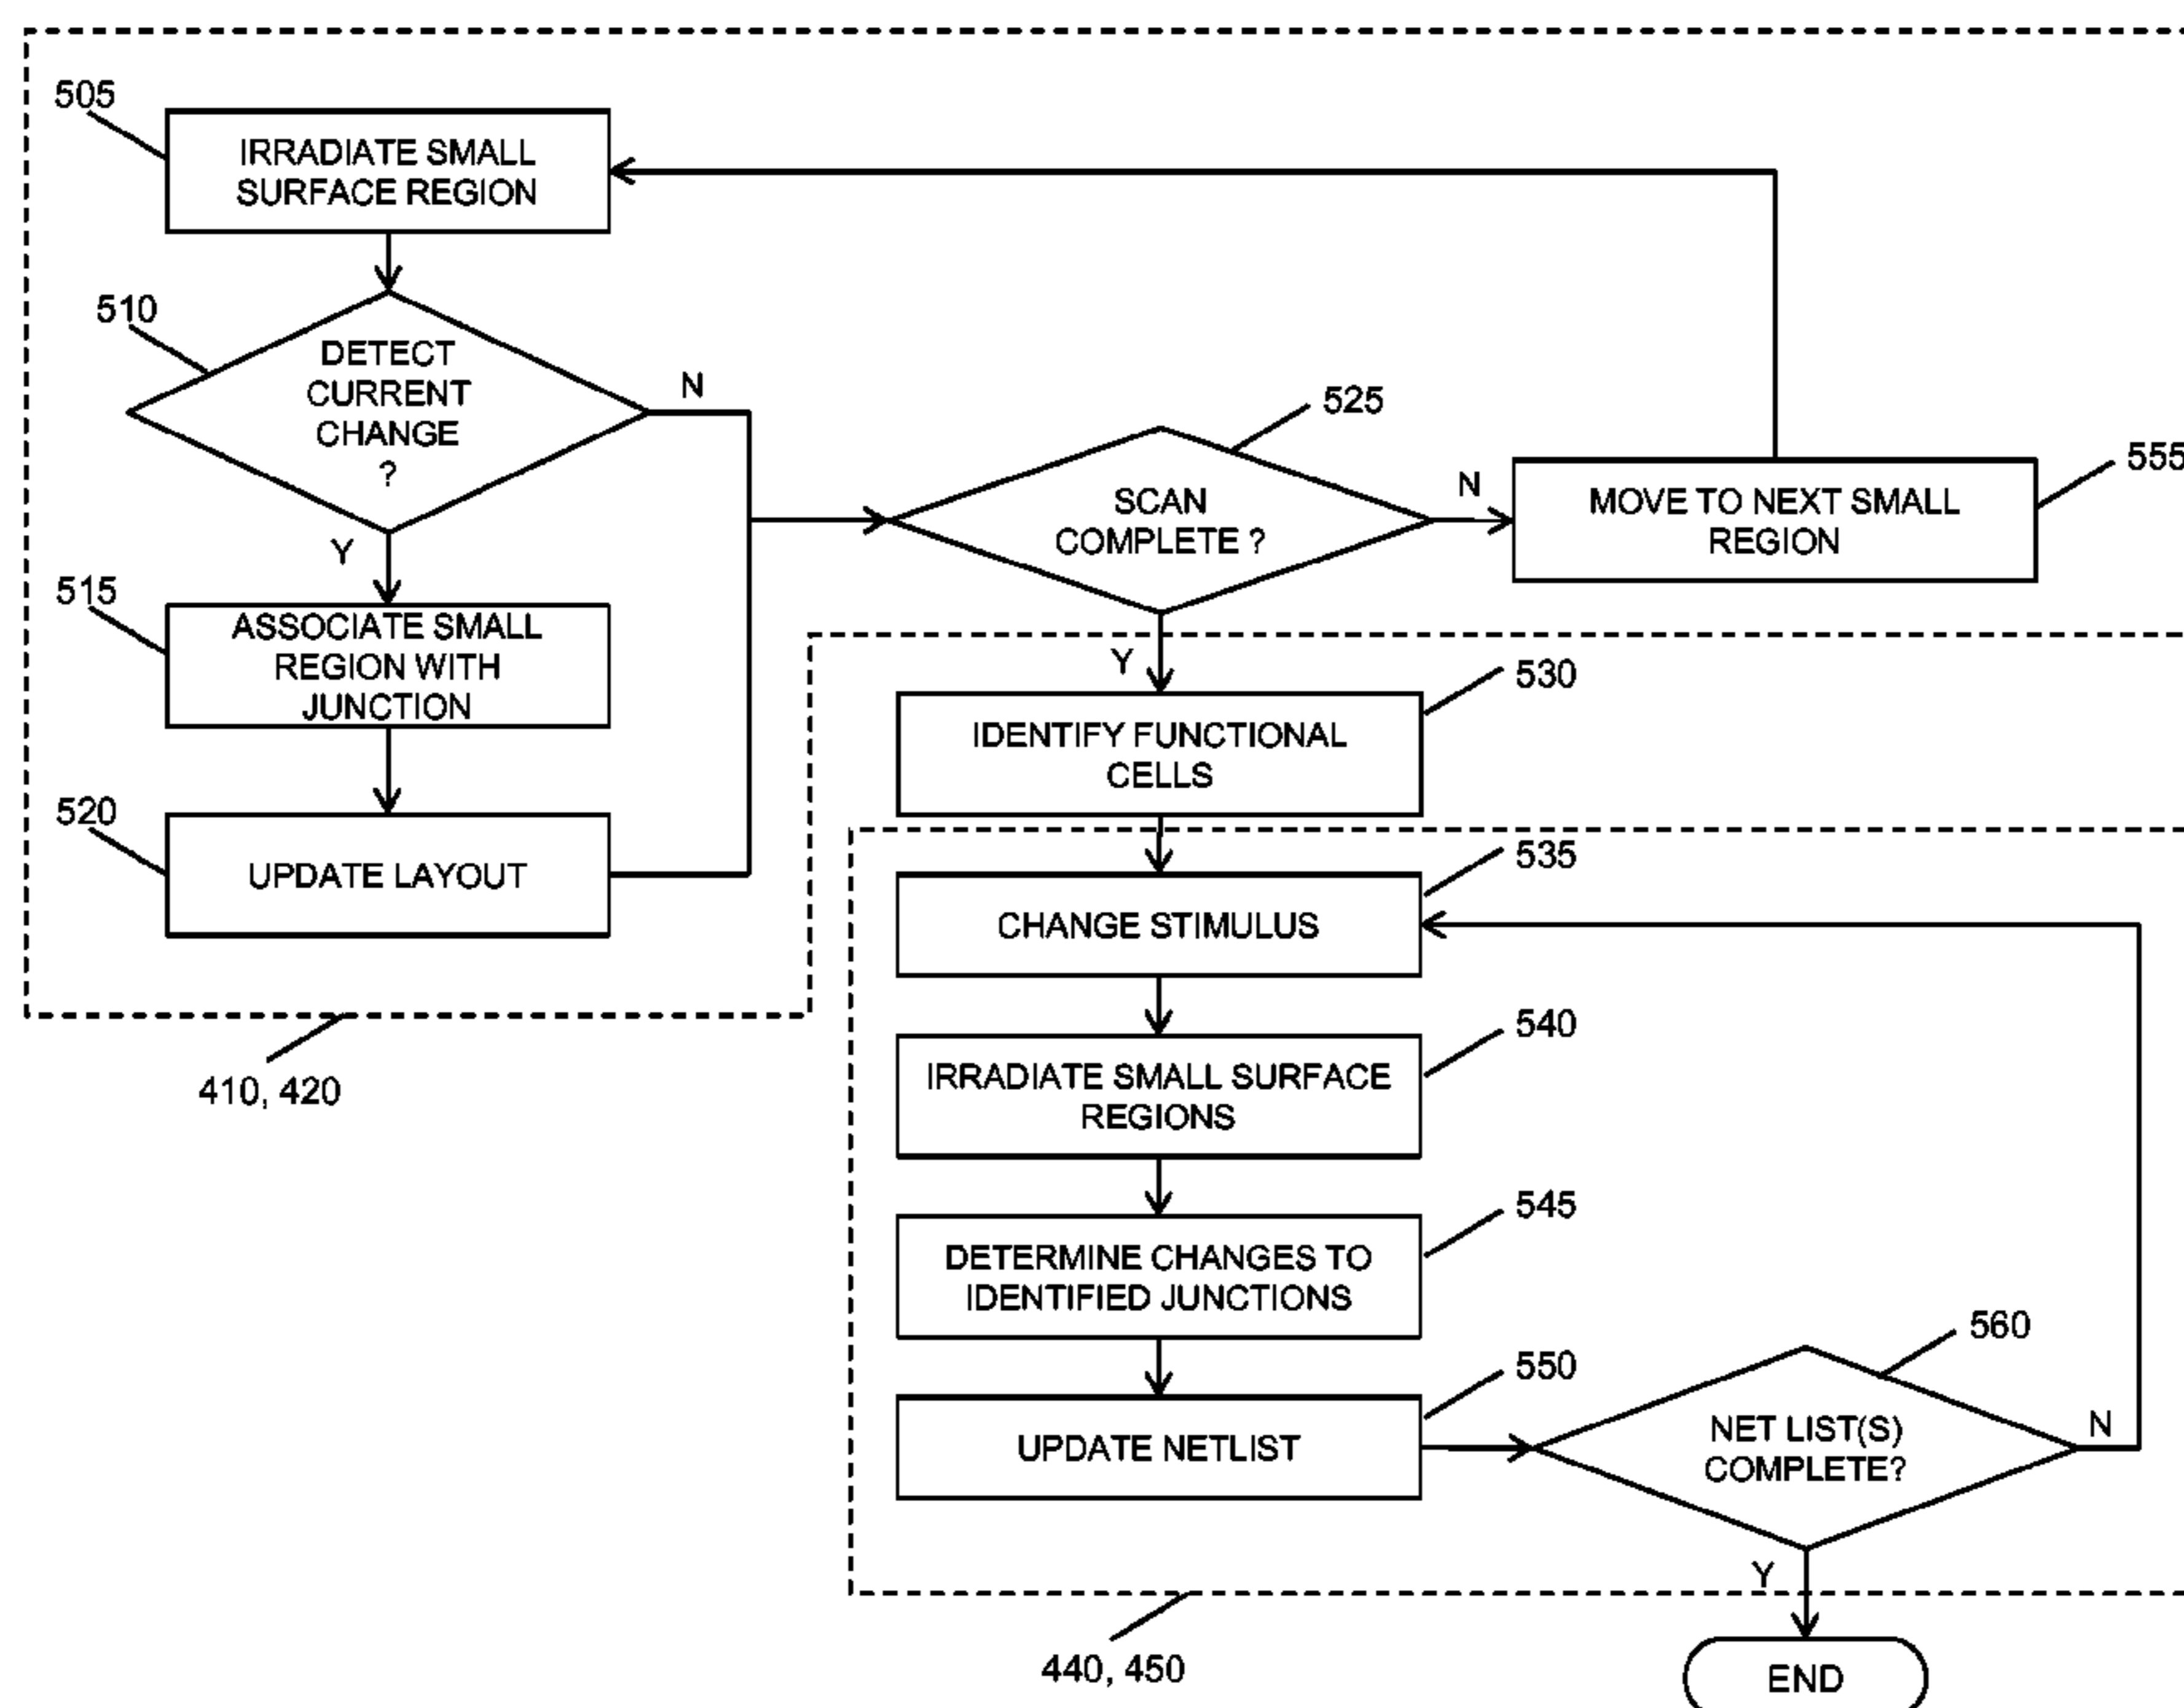 505
IRRADIATE SMALL
SURFACE REGION
510
DETECT
CURRENT
CHANGE
?
N
Y
515
ASSOCIATE SMALL
REGION WITH
JUNCTION
520
UPDATE LAYOUT
410, 420
525
SCAN
COMPLETE ?
N
Y
555
MOVE TO NEXT SMALL
REGION
530
IDENTIFY FUNCTIONAL
CELLS
535
CHANGE STIMULUS
540
IRRADIATE SMALL SURFACE
REGIONS
545
DETERMINE CHANGES TO
IDENTIFIED JUNCTIONS
550
UPDATE NETLIST
560
NET LIST(S)
COMPLETE?
N
Y
440, 450
END